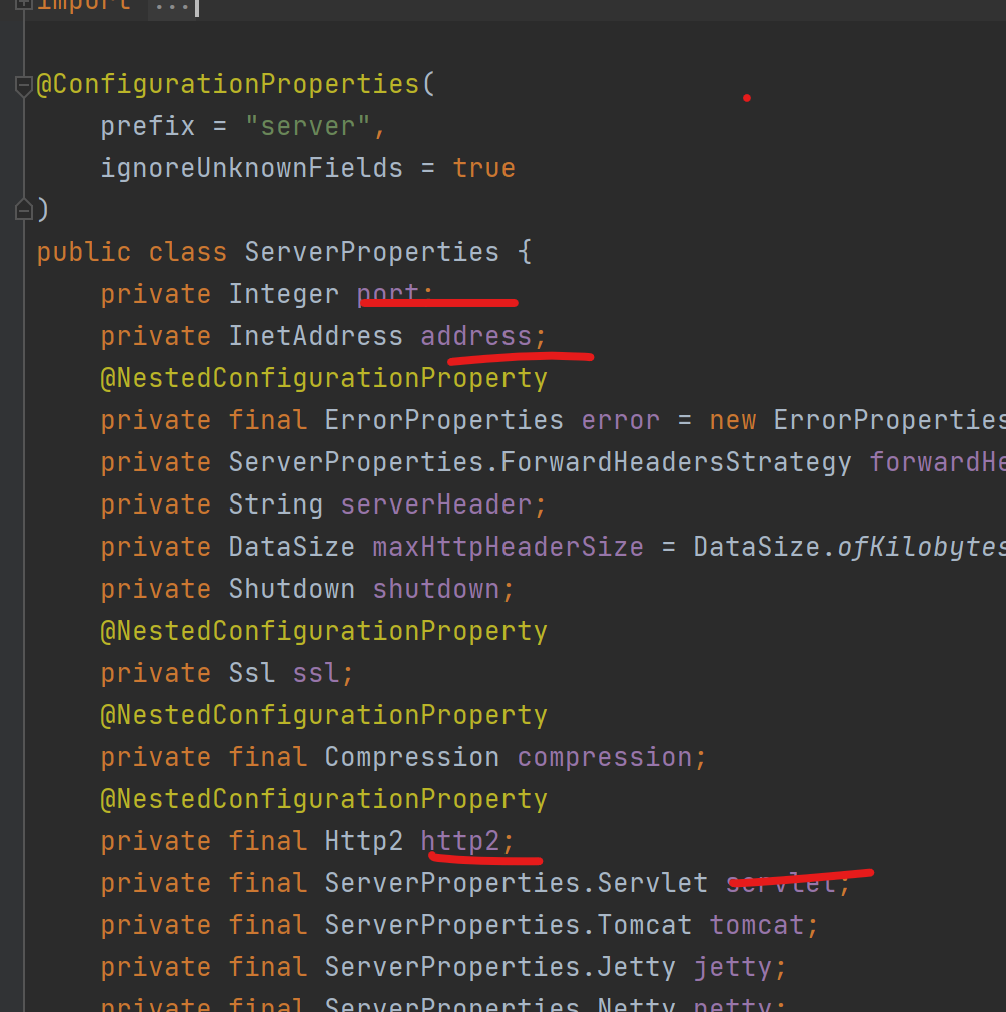 import ...
@ConfigurationProperties(
prefix = "server",
ignoreUnknownFields = true
)
public class ServerProperties {
private Integer port;
private InetAddress address;
@NestedConfigurationProperty
private final ErrorProperties error = new ErrorProperties
private ServerProperties.ForwardHeadersStrategy forwardHe
private String serverHeader;
private DataSize maxHttpHeaderSize = DataSize.ofKilobytes
private Shutdown shutdown;
@NestedConfigurationProperty
private Ssl ssl;
@NestedConfigurationProperty
private final Compression compression;
@NestedConfigurationProperty
private final Http2 http2;
private final ServerProperties.Servlet servlet;
private final ServerProperties.Tomcat tomcat;
private final ServerProperties.Jetty jetty;
private final ServerProperties.Netty netty;